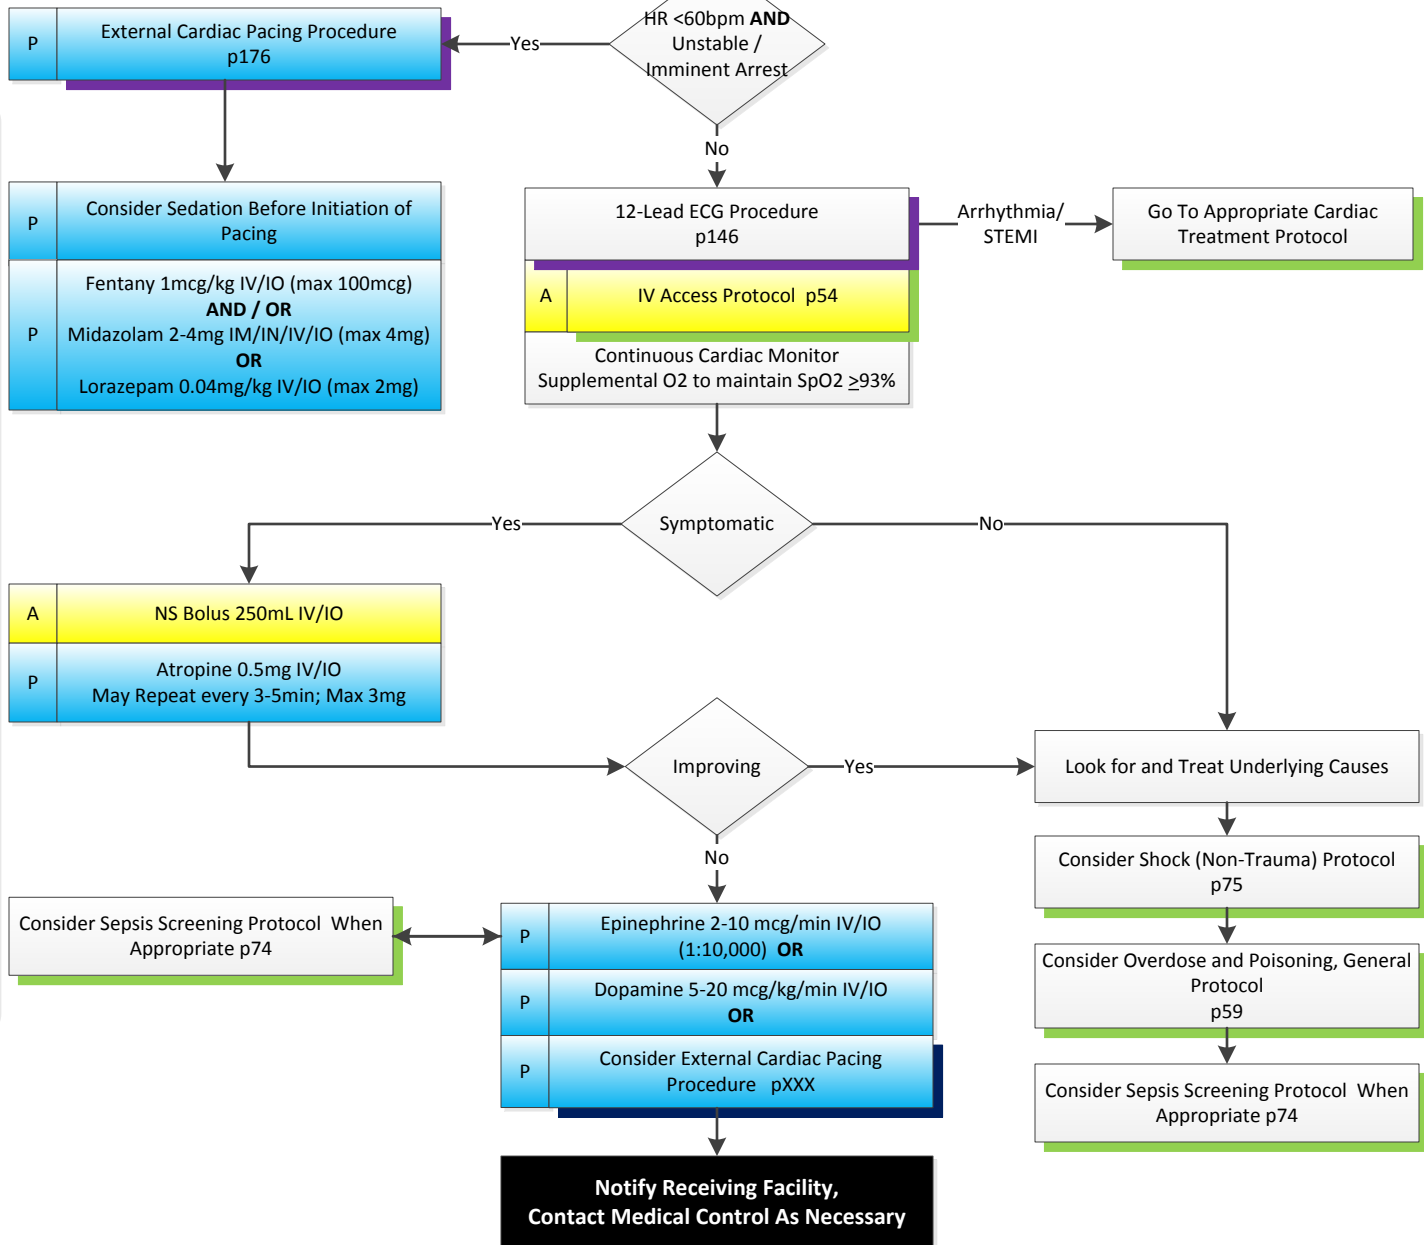 HR <60bpm AND
Unstable /
Imminent Arrest
Yes
P
External Cardiac Pacing Procedure
p176
P
Consider Sedation Before Initiation of
Pacing
P
Fentany 1mcg/kg IV/IO (max 100mcg)
AND / OR
Midazolam 2-4mg IM/IN/IV/IO (max 4mg)
OR
Lorazepam 0.04mg/kg IV/IO (max 2mg)
No
12-Lead ECG Procedure
p146
Arrhythmia/
STEMI
Go To Appropriate Cardiac
Treatment Protocol
A
IV Access Protocol p54
Continuous Cardiac Monitor
Supplemental O2 to maintain SpO2 ≥93%
Symptomatic
Yes
No
A
NS Bolus 250mL IV/IO
P
Atropine 0.5mg IV/IO
May Repeat every 3-5min; Max 3mg
Improving
Yes
Look for and Treat Underlying Causes
Consider Shock (Non-Trauma) Protocol
p75
Consider Overdose and Poisoning, General
Protocol
p59
Consider Sepsis Screening Protocol When
Appropriate p74
No
Consider Sepsis Screening Protocol When
Appropriate p74
P
Epinephrine 2-10 mcg/min IV/IO
(1:10,000) OR
P
Dopamine 5-20 mcg/kg/min IV/IO
OR
P
Consider External Cardiac Pacing
Procedure pXXX
Notify Receiving Facility,
Contact Medical Control As Necessary